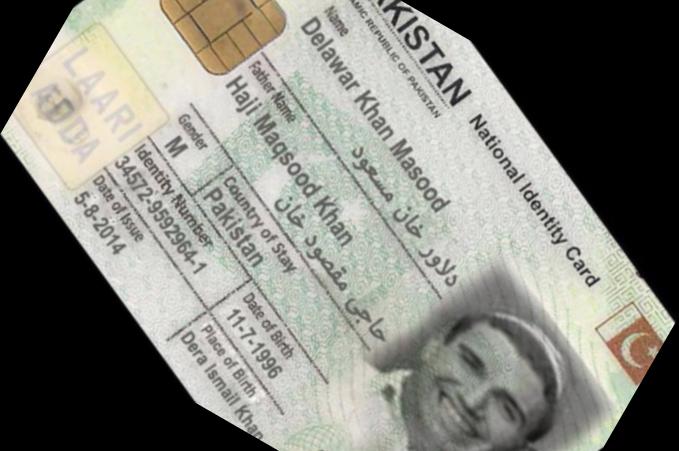 AKISTAN National Identity Card
AMIC REPUBLIC OF PAKISTAN
Name
Delawar Khan Masood
دلاور خان مسعود
Father Name
Haji Maqsood Khan
حاجی مقصود خان
Gender
M
Country of Stay
Pakistan
Identity Number
34572-9592964-1
Date of Birth
11-7-1996
Date of Issue
5-8-2014
Place of Birth
Dera Ismail Khan
LAARI
ADDA